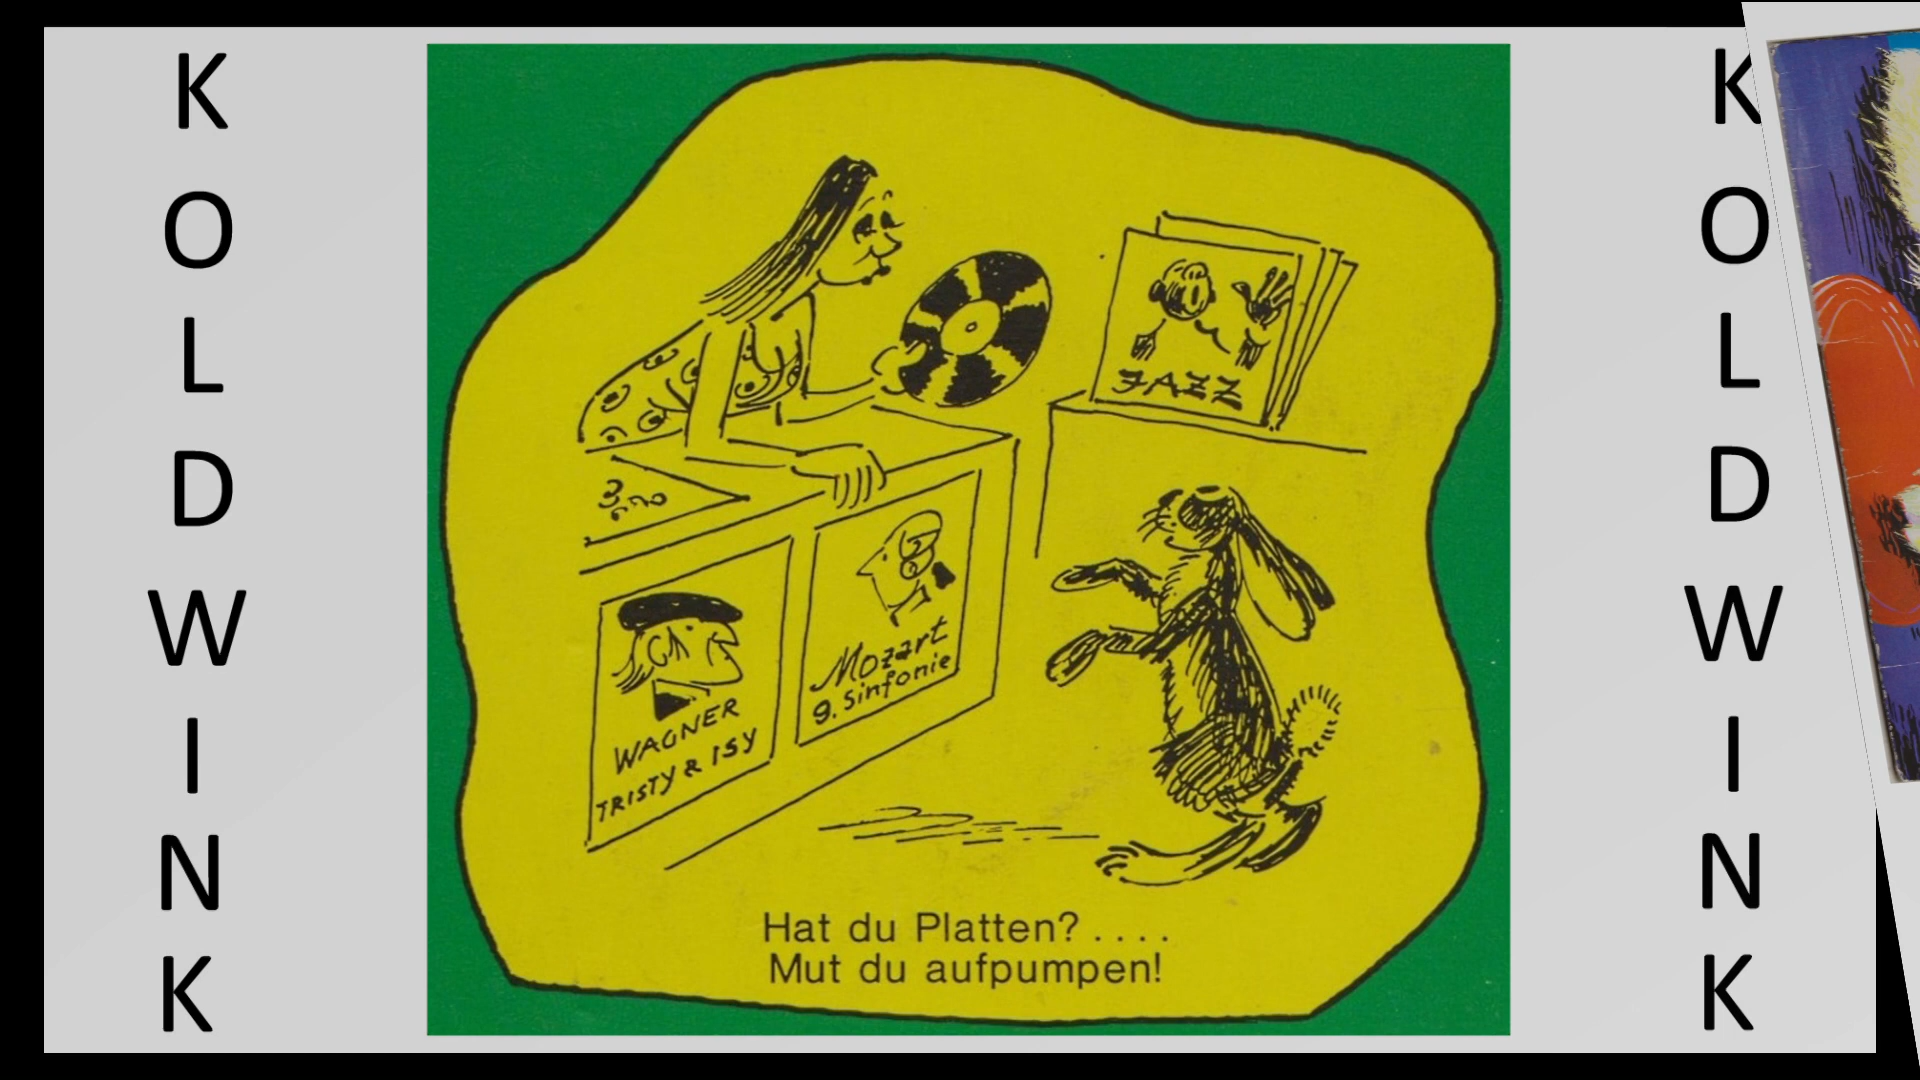 KOLDWINK
JAZZ
WAGNER
TRISTY & ISY
Mozart
9. Sinfonie
Hat du Platten? . . . .
Mut du aufpumpen!
KOLDWINK